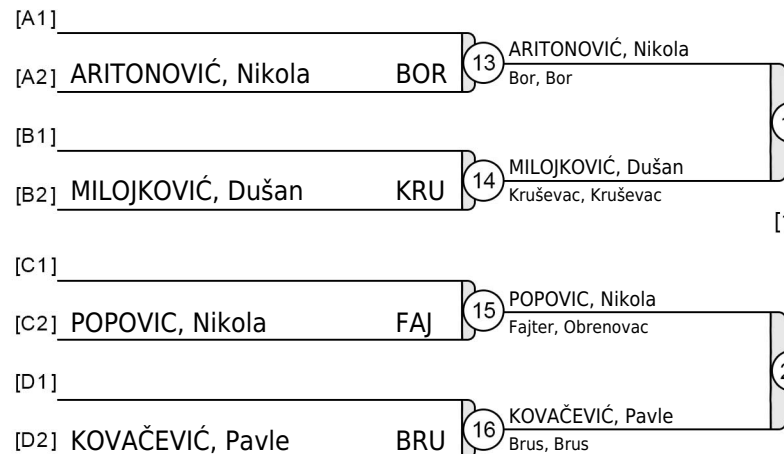 [A1]
[A2] ARITONOVIĆ, Nikola BOR
13
ARITONOVIĆ, Nikola
Bor, Bor
[B1]
[B2] MILOJKOVIĆ, Dušan KRU
14
MILOJKOVIĆ, Dušan
Kruševac, Kruševac
[C1]
[C2] POPOVIC, Nikola FAJ
15
POPOVIC, Nikola
Fajter, Obrenovac
[D1]
[D2] KOVAČEVIĆ, Pavle BRU
16
KOVAČEVIĆ, Pavle
Brus, Brus